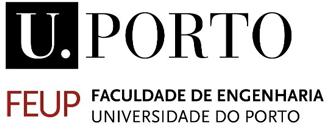 U. PORTO
FEUP FACULDADE DE ENGENHARIA
UNIVERSIDADE DO PORTO